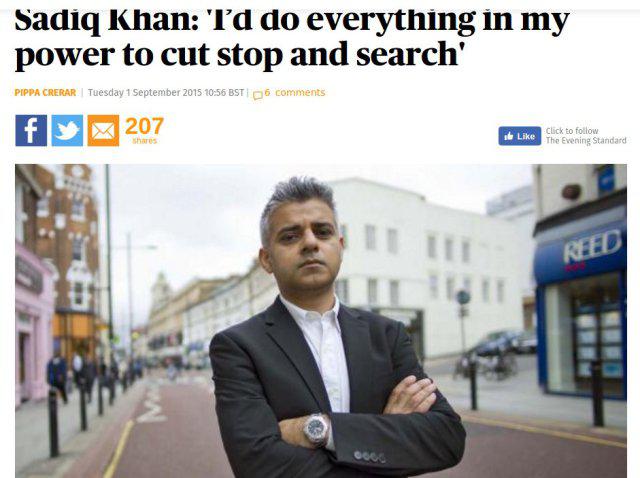 Sadiq Khan: 'I'd do everything in my
power to cut stop and search'
PIPPA CRERAR | Tuesday 1 September 2015 10:56 BST | 6 comments
207
shares
Like
Click to follow
The Evening Standard
REED